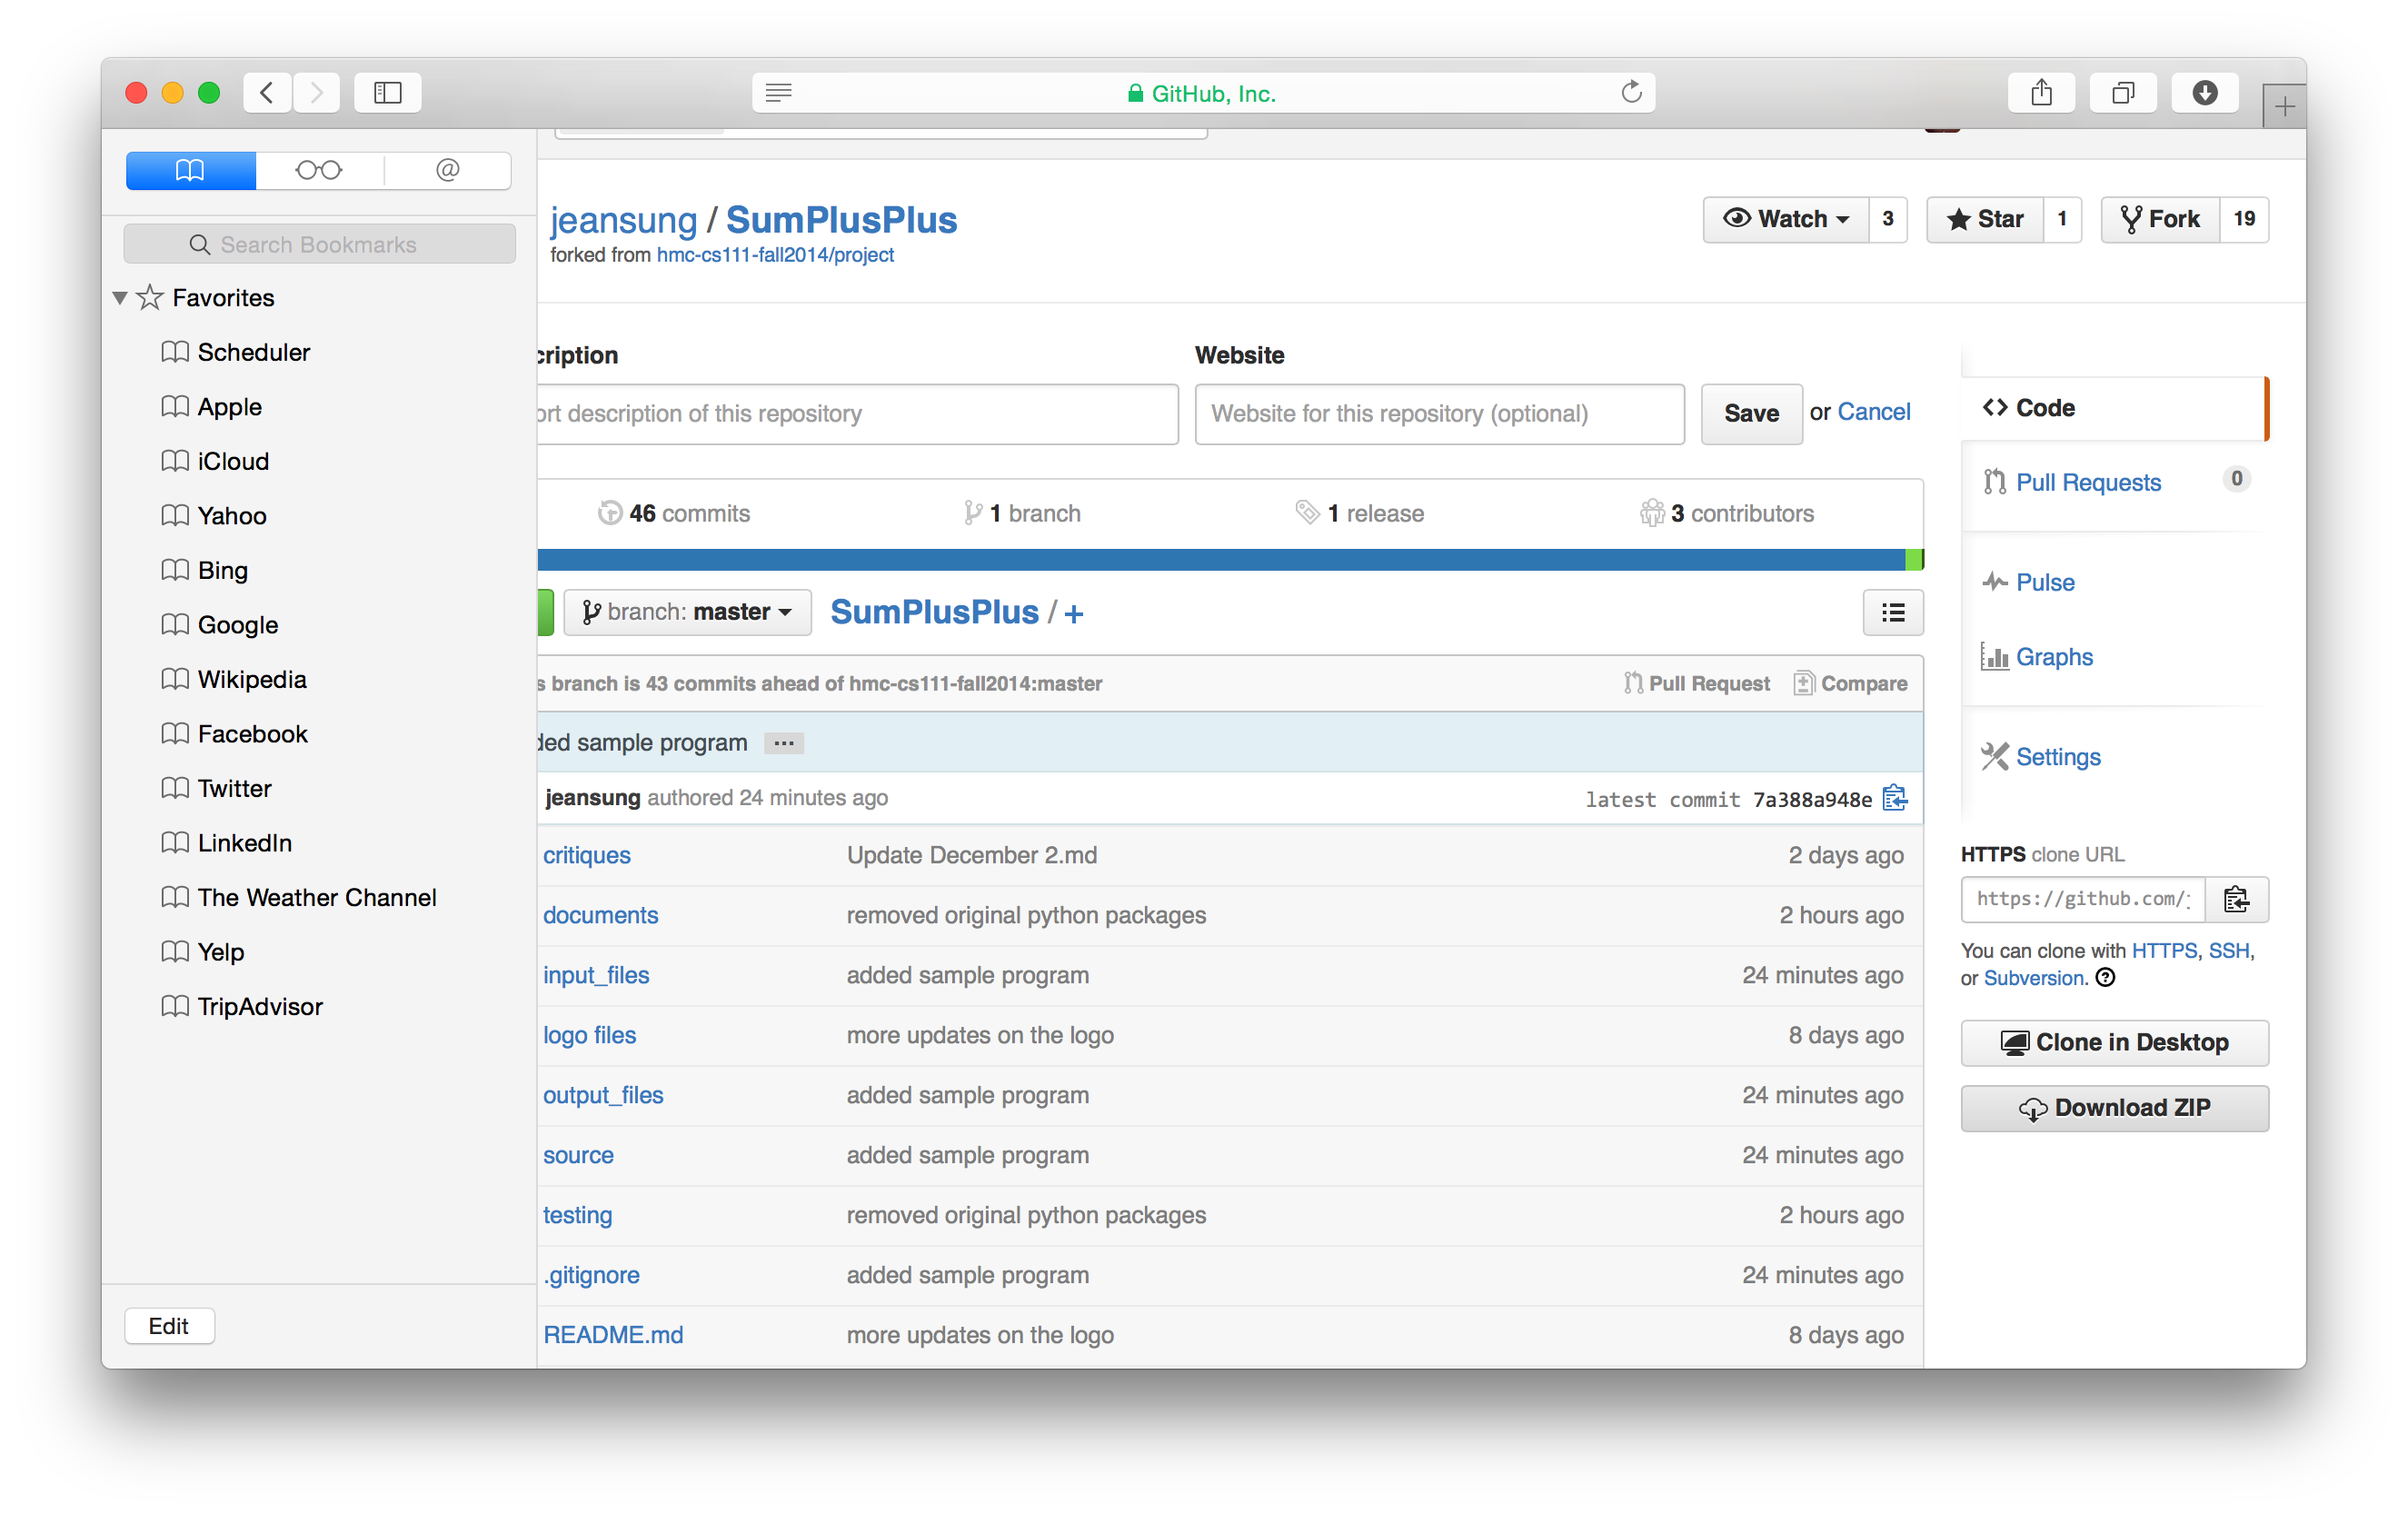 GitHub, Inc.
@
Search Bookmarks
Favorites
Scheduler
Apple
iCloud
Yahoo
Bing
Google
Wikipedia
Facebook
Twitter
LinkedIn
The Weather Channel
Yelp
TripAdvisor
Edit
jeansung / SumPlusPlus
forked from hmc-cs111-fall2014/project
Watch 3 Star 1 Fork 19
cription Website
ort description of this repository Website for this repository (optional) Save or Cancel
46 commits 1 branch 1 release 3 contributors
branch: master SumPlusPlus / +
s branch is 43 commits ahead of hmc-cs111-fall2014:master Pull Request Compare
ded sample program ...
jeansung authored 24 minutes ago latest commit 7a388a948e
critiques Update December 2.md 2 days ago
documents removed original python packages 2 hours ago
input_files added sample program 24 minutes ago
logo files more updates on the logo 8 days ago
output_files added sample program 24 minutes ago
source added sample program 24 minutes ago
testing removed original python packages 2 hours ago
.gitignore added sample program 24 minutes ago
README.md more updates on the logo 8 days ago
Code
Pull Requests 0
Pulse
Graphs
Settings
HTTPS clone URL
https://github.com/
You can clone with HTTPS, SSH,
or Subversion.
Clone in Desktop
Download ZIP